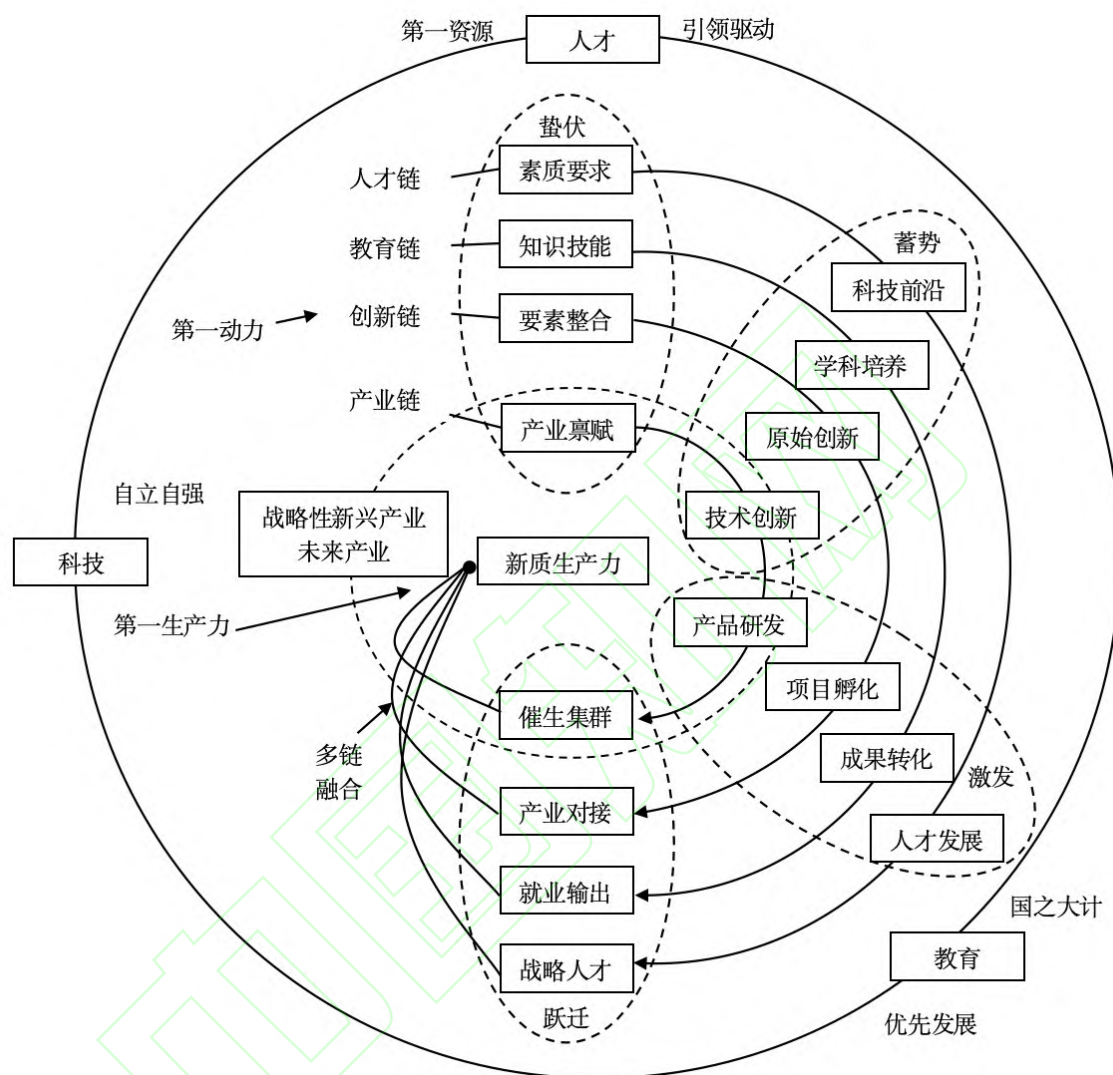 第一资源
人才
引领驱动
蛰伏
人才链
素质要求
教育链
知识技能
蓄势
科技前沿
第一动力
创新链
要素整合
学科培养
产业链
产业禀赋
原始创新
自立自强
战略性新兴产业
未来产业
技术创新
科技
新质生产力
第一生产力
产品研发
项目孵化
催生集群
多链
融合
成果转化
激发
产业对接
人才发展
就业输出
国之大计
战略人才
教育
跃迁
优先发展
中国知网